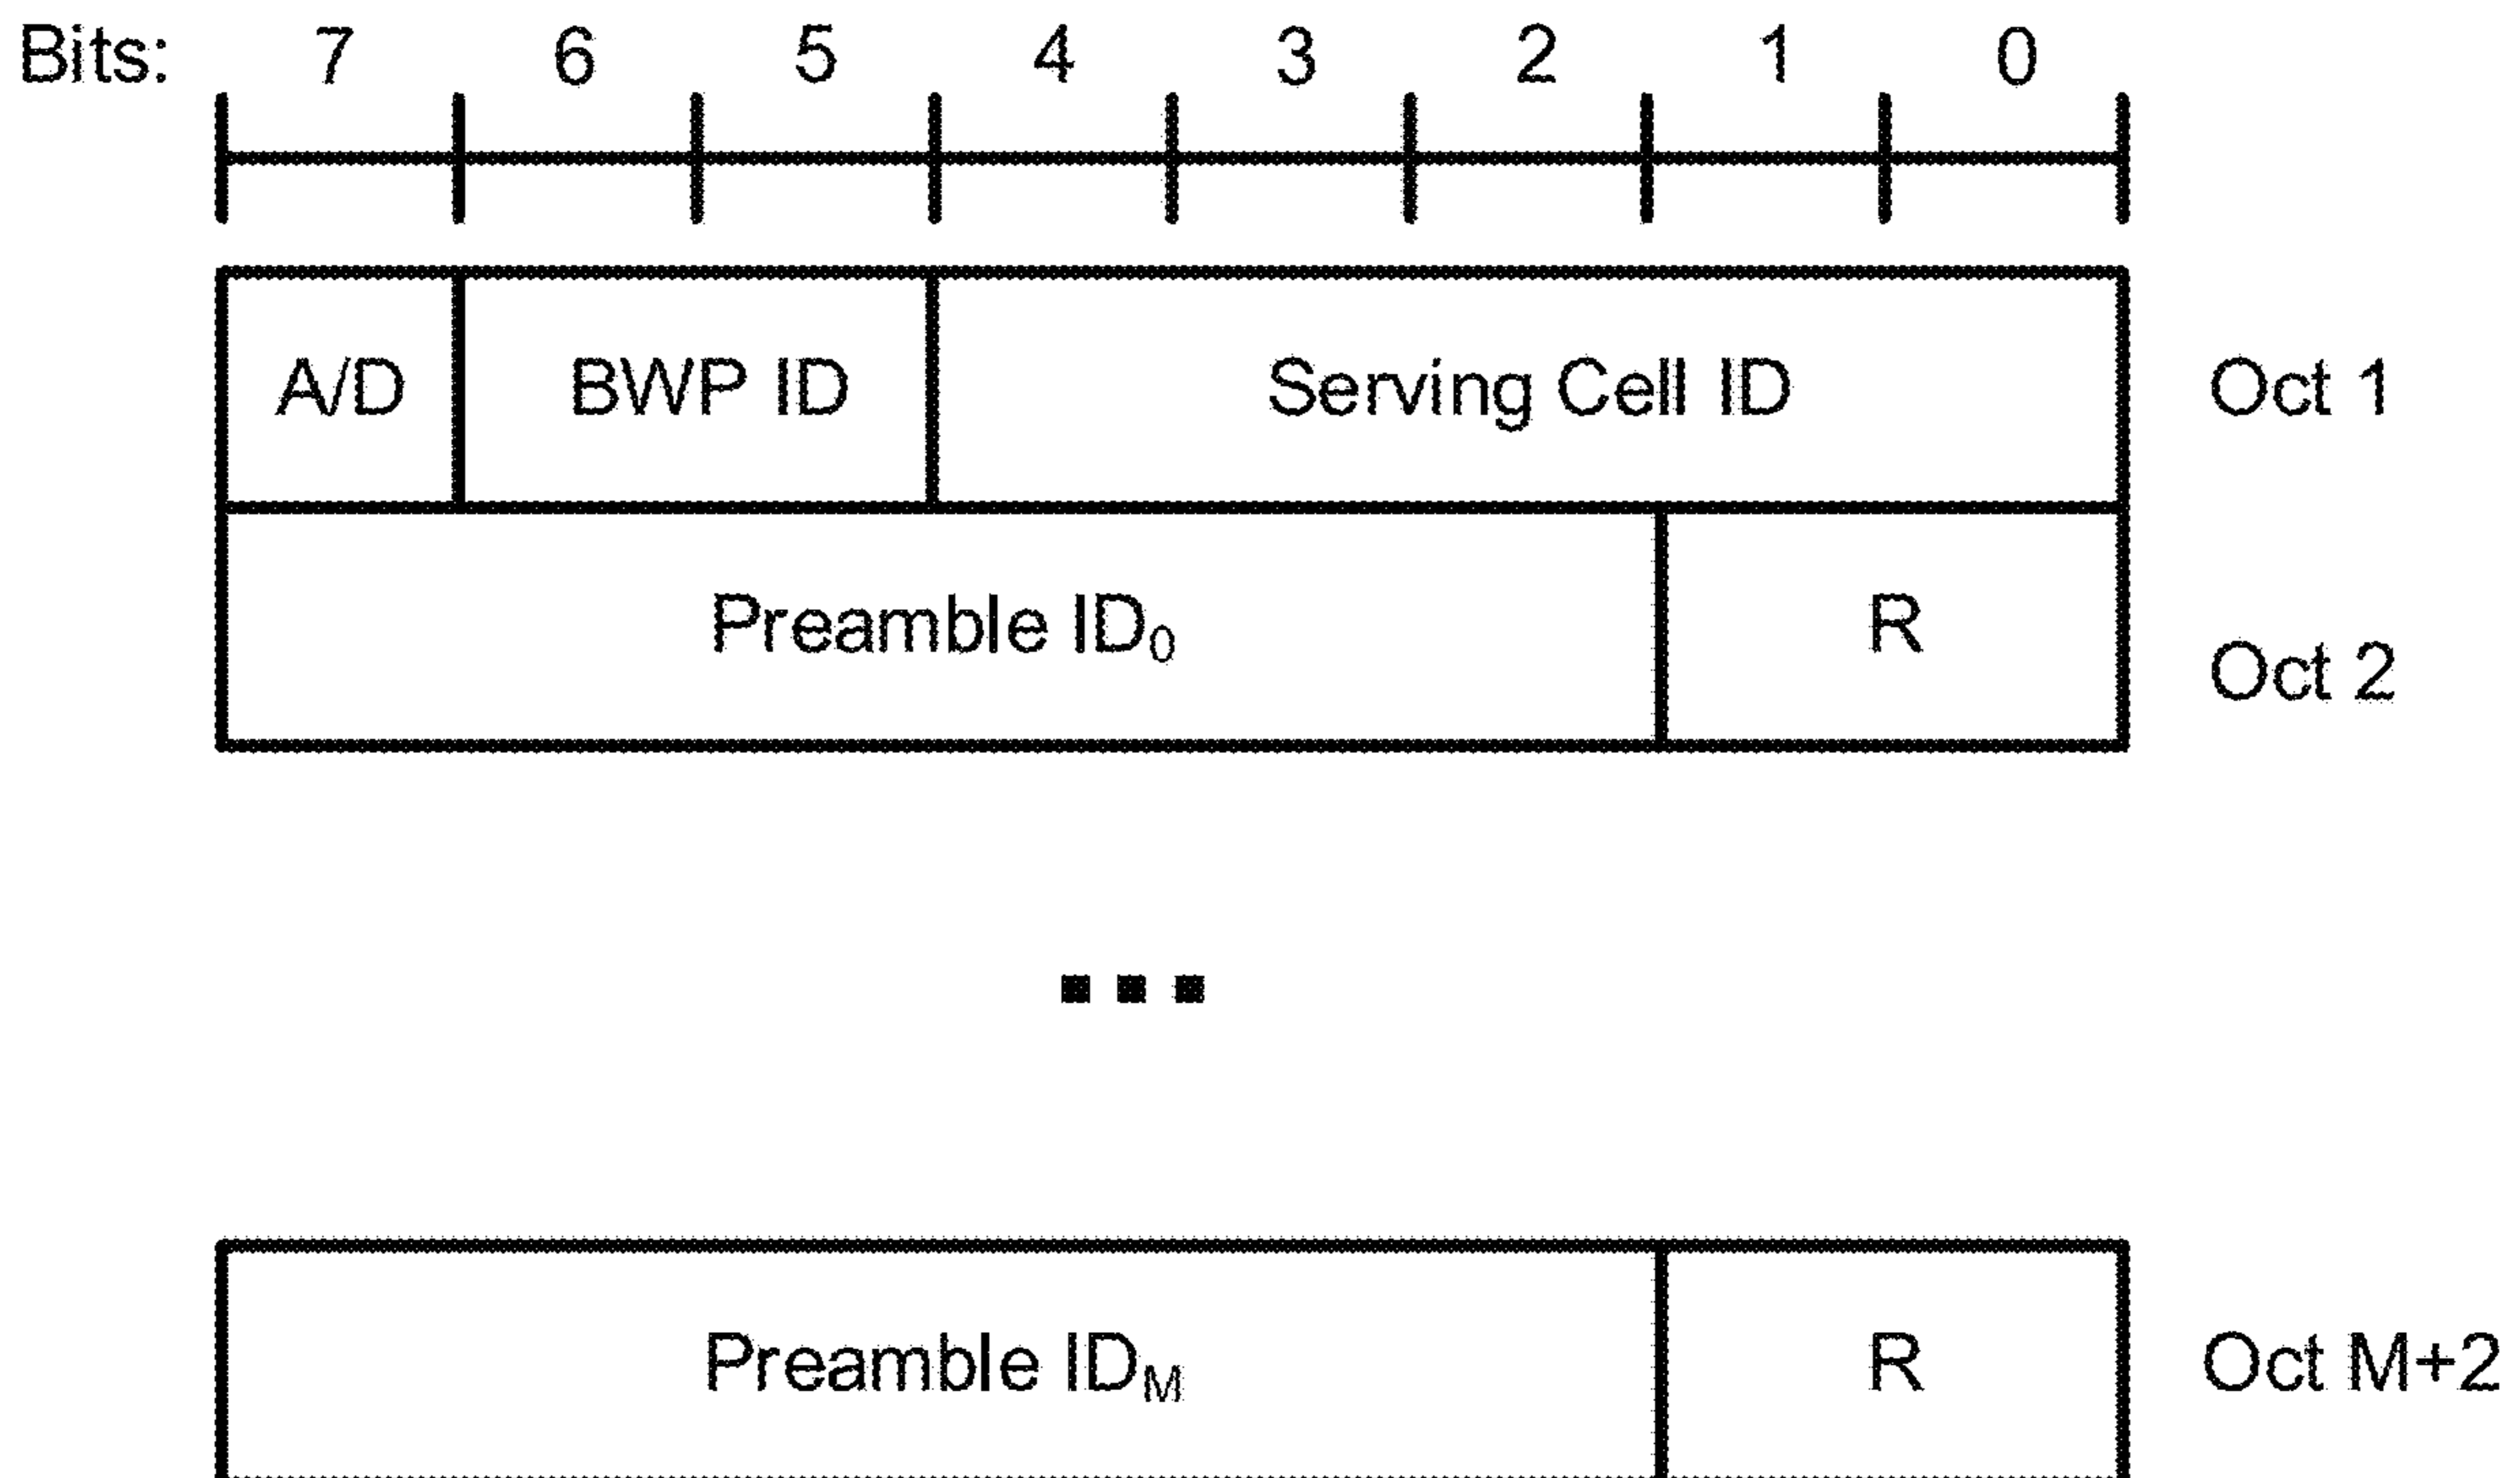 Bits: 7 6 5 4 3 2 1 0
A/D BWP ID Serving Cell ID Oct 1
Preamble ID₀ R Oct 2
Preamble ID_M R Oct M+2